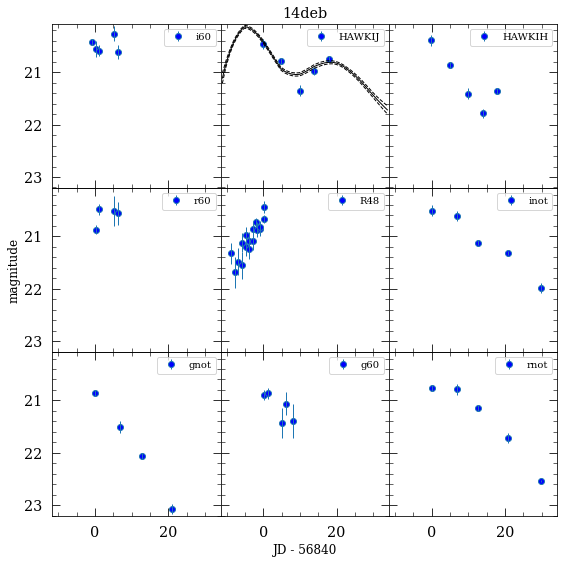 14deb
i60
HAWKIJ
HAWKIH
21
22
23
r60
R48
inot
21
22
23
magnitude
gnot
g60
rnot
21
22
23
0 20 0 20 0 20
JD - 56840